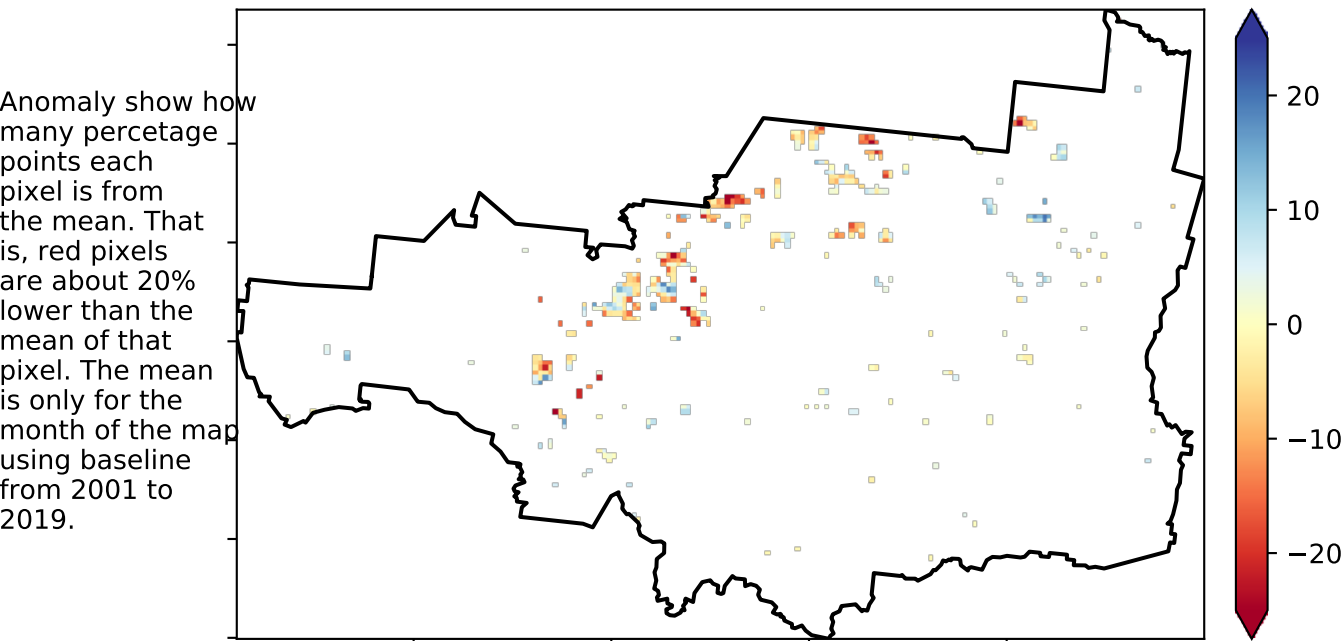 Anomaly show how
many percetage
points each
pixel is from
the mean. That
is, red pixels
are about 20%
lower than the
mean of that
pixel. The mean
is only for the
month of the map
using baseline
from 2001 to
2019.
20
10
0
−10
−20